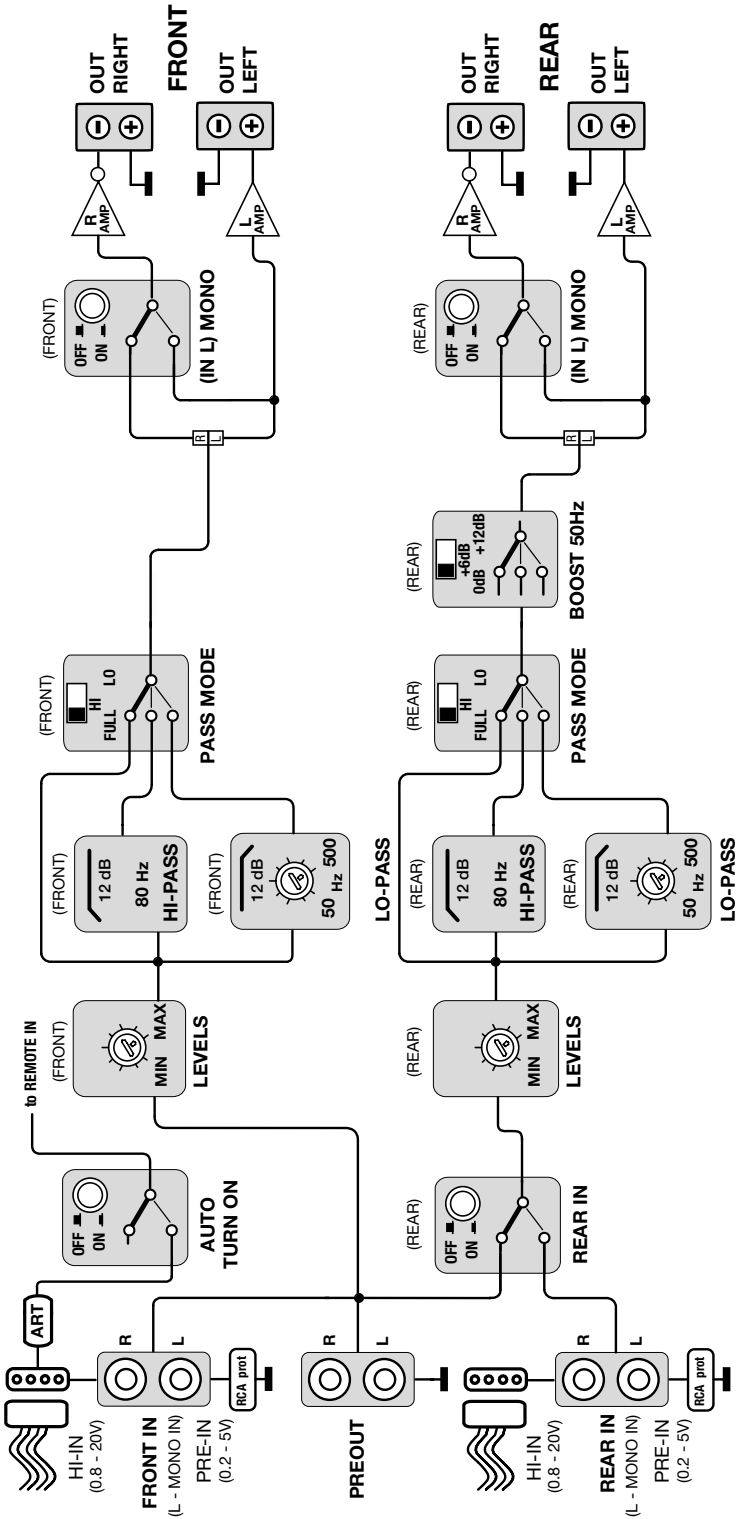 HI-IN
(0.8 - 20V)
FRONT IN
(L - MONO IN)
PRE-IN
(0.2 - 5V)
ART
R
L
RCA prot
OFF
ON
AUTO
TURN ON
to REMOTE IN
(FRONT)
MIN MAX
LEVELS
(FRONT)
12 dB
80 Hz
HI-PASS
(FRONT)
12 dB
50 Hz 500
LO-PASS
(FRONT)
FULL HI LO
PASS MODE
R
L
(FRONT)
OFF
ON
(IN L) MONO
R
AMP
L
AMP
OUT
RIGHT
FRONT
OUT
LEFT
PREOUT
R
L
HI-IN
(0.8 - 20V)
REAR IN
(L - MONO IN)
PRE-IN
(0.2 - 5V)
R
L
RCA prot
(REAR)
OFF
ON
REAR IN
(REAR)
MIN MAX
LEVELS
(REAR)
12 dB
80 Hz
HI-PASS
(REAR)
12 dB
50 Hz 500
LO-PASS
(REAR)
FULL HI LO
PASS MODE
(REAR)
0dB +6dB +12dB
BOOST 50Hz
R
L
(REAR)
OFF
ON
(IN L) MONO
R
AMP
L
AMP
OUT
RIGHT
REAR
OUT
LEFT